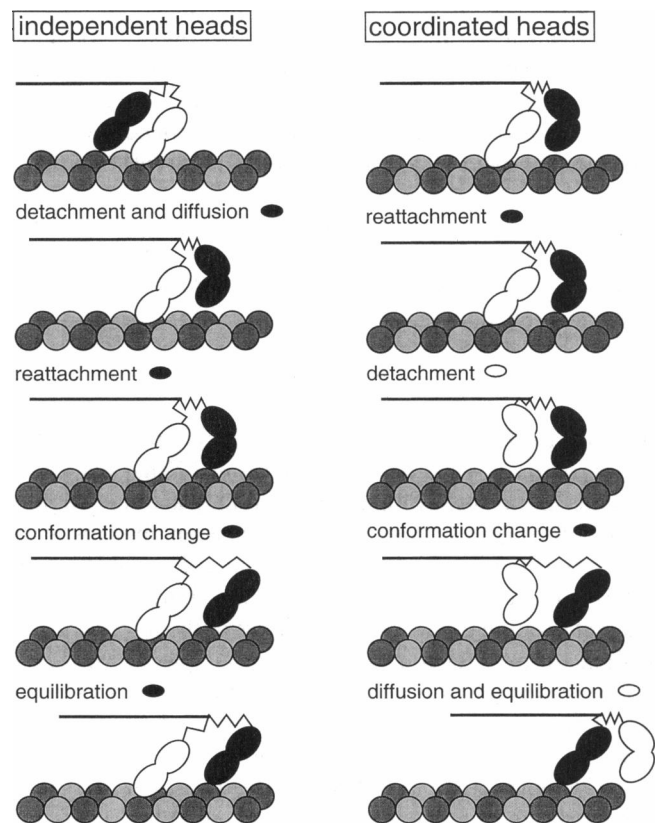 independent heads
detachment and diffusion
reattachment
conformation change
equilibration
coordinated heads
reattachment
detachment
conformation change
diffusion and equilibration